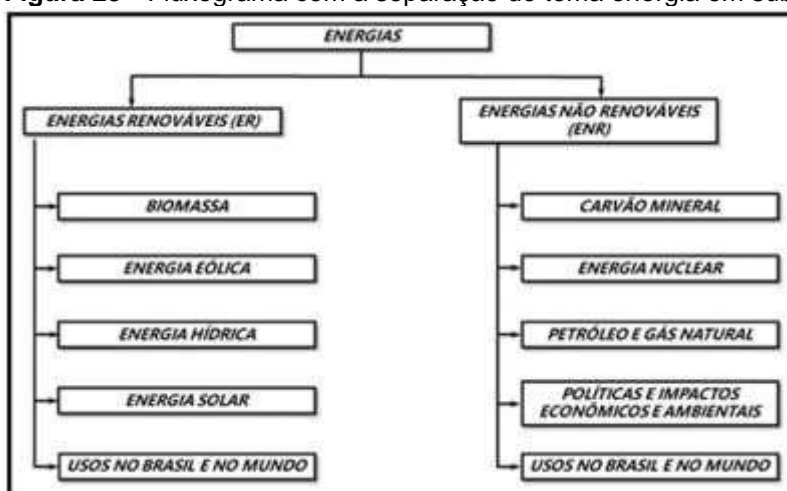 ENERGIAS
ENERGIAS RENOVÁVEIS (ER)
BIOMASSA
ENERGIA EÓLICA
ENERGIA HÍDRICA
ENERGIA SOLAR
USOS NO BRASIL E NO MUNDO
ENERGIAS NÃO RENOVÁVEIS
(ENR)
CARVÃO MINERAL
ENERGIA NUCLEAR
PETRÓLEO E GÁS NATURAL
POLÍTICAS E IMPACTOS
ECONÔMICOS E AMBIENTAIS
USOS NO BRASIL E NO MUNDO